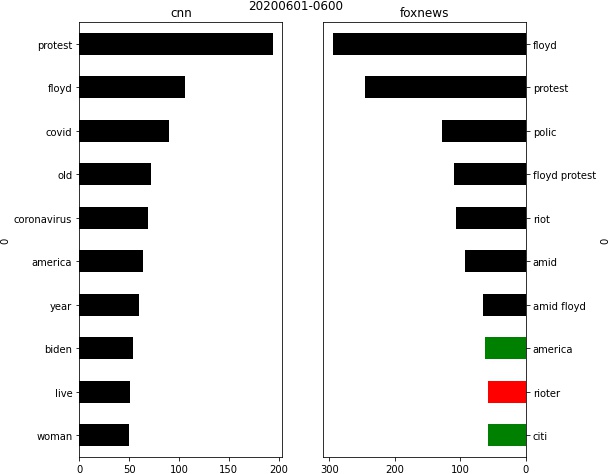 20200601-0600
cnn
foxnews
protest
floyd
covid
old
coronavirus
america
year
biden
live
woman
0
0 50 100 150 200
floyd
protest
polic
floyd protest
riot
amid
amid floyd
america
rioter
citi
0
300 200 100 0